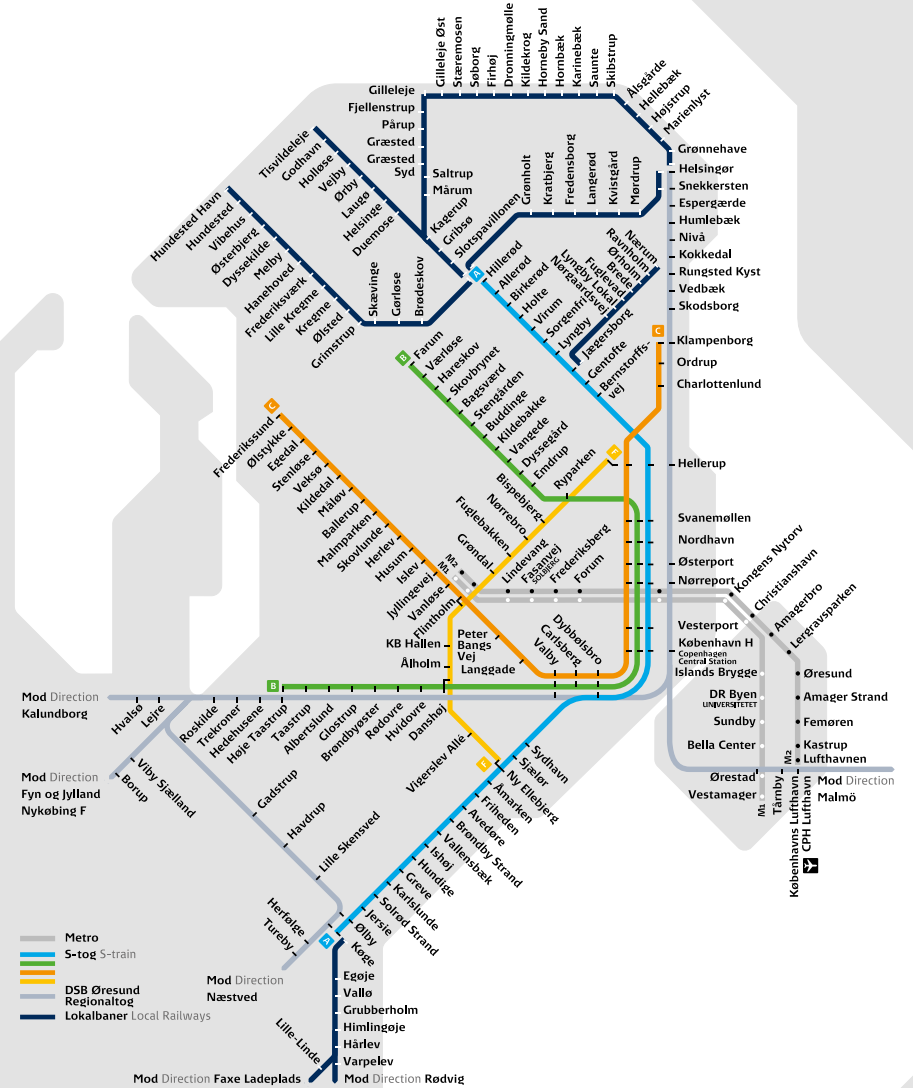 Gilleleje Øst
Stæremosen
Søborg
Firhøj
Dronningmølle
Kildekrog
Horneby Sand
Hornbæk
Karinebæk
Saunte
Skibstrup
Ålsgårde
Hellebæk
Højstrup
Marienlyst
Gilleleje
Fjellenstrup
Pårup
Græsted
Græsted
Syd
Saltrup
Mårum
Kagerup
Gribsø
Slotspavillonen
Grønholt
Kratbjerg
Fredensborg
Langerød
Kvistgård
Mørdrup
Grønnehave
Helsingør
Snekkersten
Espergærde
Humlebæk
Nivå
Kokkedal
Rungsted Kyst
Vedbæk
Skodsborg
Klampenborg
Ordrup
Charlottenlund
Hellerup
Svanemøllen
Nordhavn
Østerport
Nørreport
Vesterport
København H
Copenhagen
Central Station
Tisvildeleje
Godhavn
Holløse
Vejby
Ørby
Laugø
Helsinge
Duemose
Hundested Havn
Hundested
Vibehus
Østerbjerg
Dyssekilde
Melby
Hanehoved
Frederiksværk
Lille Kregme
Kregme
Ølsted
Grimstrup
Skævinge
Gørløse
Brødeskov
A
Hillerød
Allerød
Birkerød
Holte
Virum
Sorgenfri
Lyngby
Jægersborg
Gentofte
Bernstorffs-
vej
Nærum
Ravnholm
Ørholm
Brede
Fuglevad
Lyngby Lokal
Nørgaardsvej
C
B
Farum
Værløse
Hareskov
Skovbrynet
Bagsværd
Stengården
Buddinge
Kildebakke
Vangede
Dyssegård
Emdrup
C
Frederikssund
Ølstykke
Egedal
Stenløse
Veksø
Kildedal
Måløv
Ballerup
Malmparken
Skovlunde
Herlev
Husum
Islev
Jyllingevej
Vanløse
Flintholm
Ryparken
Bispebjerg
Nørrebro
Fuglebakken
Grøndal
M2
M1
Lindevang
Fasanvej
SOLBJERG
Frederiksberg
Forum
Kongens Nytorv
Christianshavn
Amagerbro
Lergravsparken
KB Hallen
Ålholm
Peter
Bangs
Vej
Langgade
Valby
Carlsberg
Dybbølsbro
Islands Brygge
DR Byen
UNIVERSITETET
Sundby
Bella Center
Ørestad
Vestamager
Øresund
Amager Strand
Femøren
Kastrup
Lufthavnen
M2
M1
Tårnby
Københavns Lufthavn
CPH Lufthavn
Mod Direction
Malmö
Mod Direction
Kalundborg
B
Hvalsø
Lejre
Roskilde
Trekroner
Hedehusene
Høje Taastrup
Taastrup
Albertslund
Glostrup
Brøndbyøster
Rødovre
Hvidovre
Danshøj
Vigerslev Allé
Mod Direction
Fyn og Jylland
Nykøbing F
Viby Sjælland
Borup
Gadstrup
Havdrup
Lille Skensved
Herfølge
Tureby
Mod Direction
Næstved
Sydhavn
Sjælør
Ny Ellebjerg
Åmarken
Friheden
Avedøre
Brøndby Strand
Vallensbæk
Ishøj
Hundige
Greve
Karlslunde
Solrød Strand
Jersie
Ølby
Køge
A
Egøje
Vallø
Grubberholm
Himlingøje
Hårlev
Varpelev
Lille-Linde
Mod Direction Faxe Ladeplads
Mod Direction Rødvig
Metro
S-tog S-train
DSB Øresund
Regionaltog
Lokalbaner Local Railways